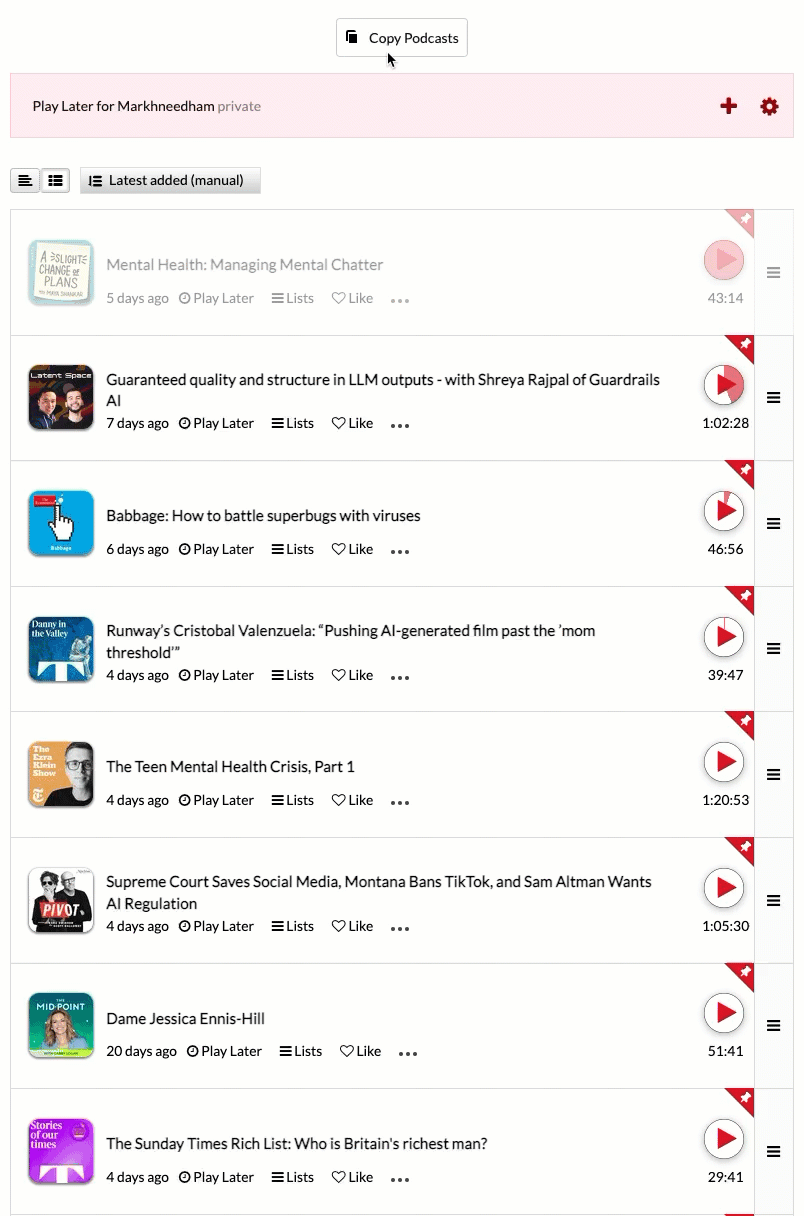 Copy Podcasts
Play Later for Markhneedham private
Latest added (manual)
A SLIGHT
CHANGE OF
PLANS
Mental Health: Managing Mental Chatter
5 days ago Play Later Lists Like
43:14
Latent Space
Guaranteed quality and structure in LLM outputs - with Shreya Rajpal of Guardrails
AI
7 days ago Play Later Lists Like
1:02:28
Babbage
Babbage: How to battle superbugs with viruses
6 days ago Play Later Lists Like
46:56
Danny in
the Valley
Runway’s Cristobal Valenzuela: “Pushing AI-generated film past the ’mom
threshold’”
4 days ago Play Later Lists Like
39:47
The
Ezra
Klein
Show
The Teen Mental Health Crisis, Part 1
4 days ago Play Later Lists Like
1:20:53
PIVOT
Supreme Court Saves Social Media, Montana Bans TikTok, and Sam Altman Wants
AI Regulation
4 days ago Play Later Lists Like
1:05:30
THE
MID•POINT
Dame Jessica Ennis-Hill
20 days ago Play Later Lists Like
51:41
Stories
of our
times
The Sunday Times Rich List: Who is Britain's richest man?
4 days ago Play Later Lists Like
29:41